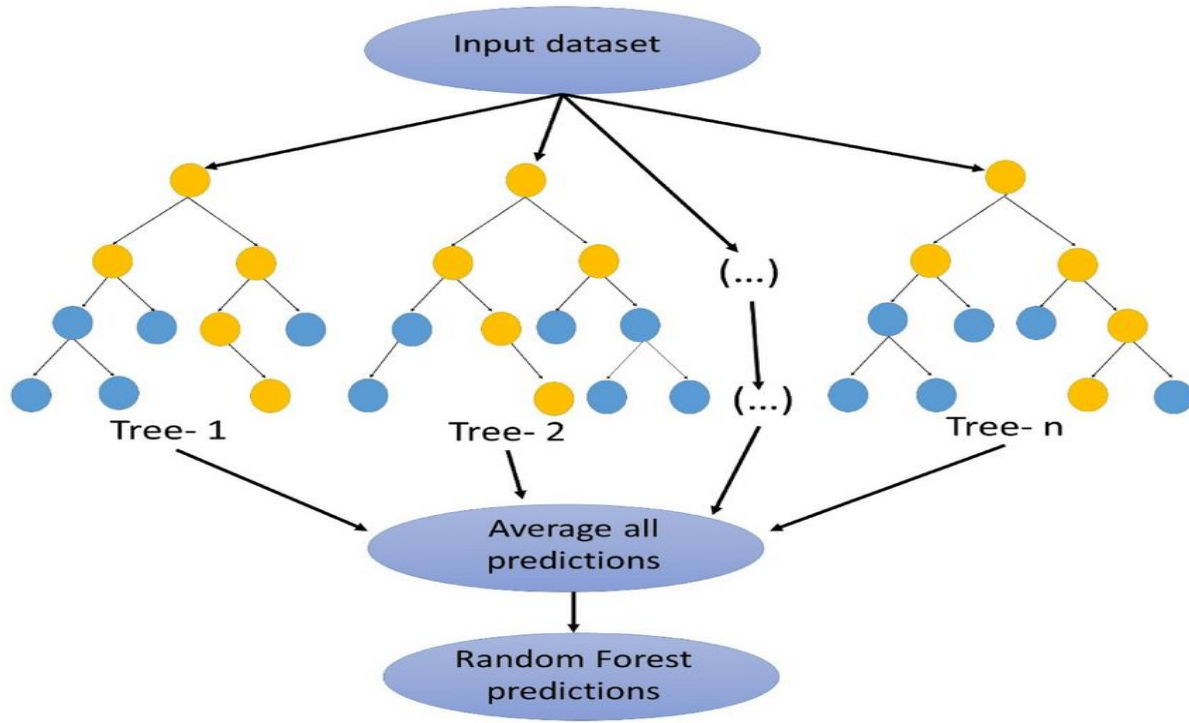 Input dataset
(...)
(...)
Tree- 1
Tree- 2
Tree- n
Average all
predictions
Random Forest
predictions